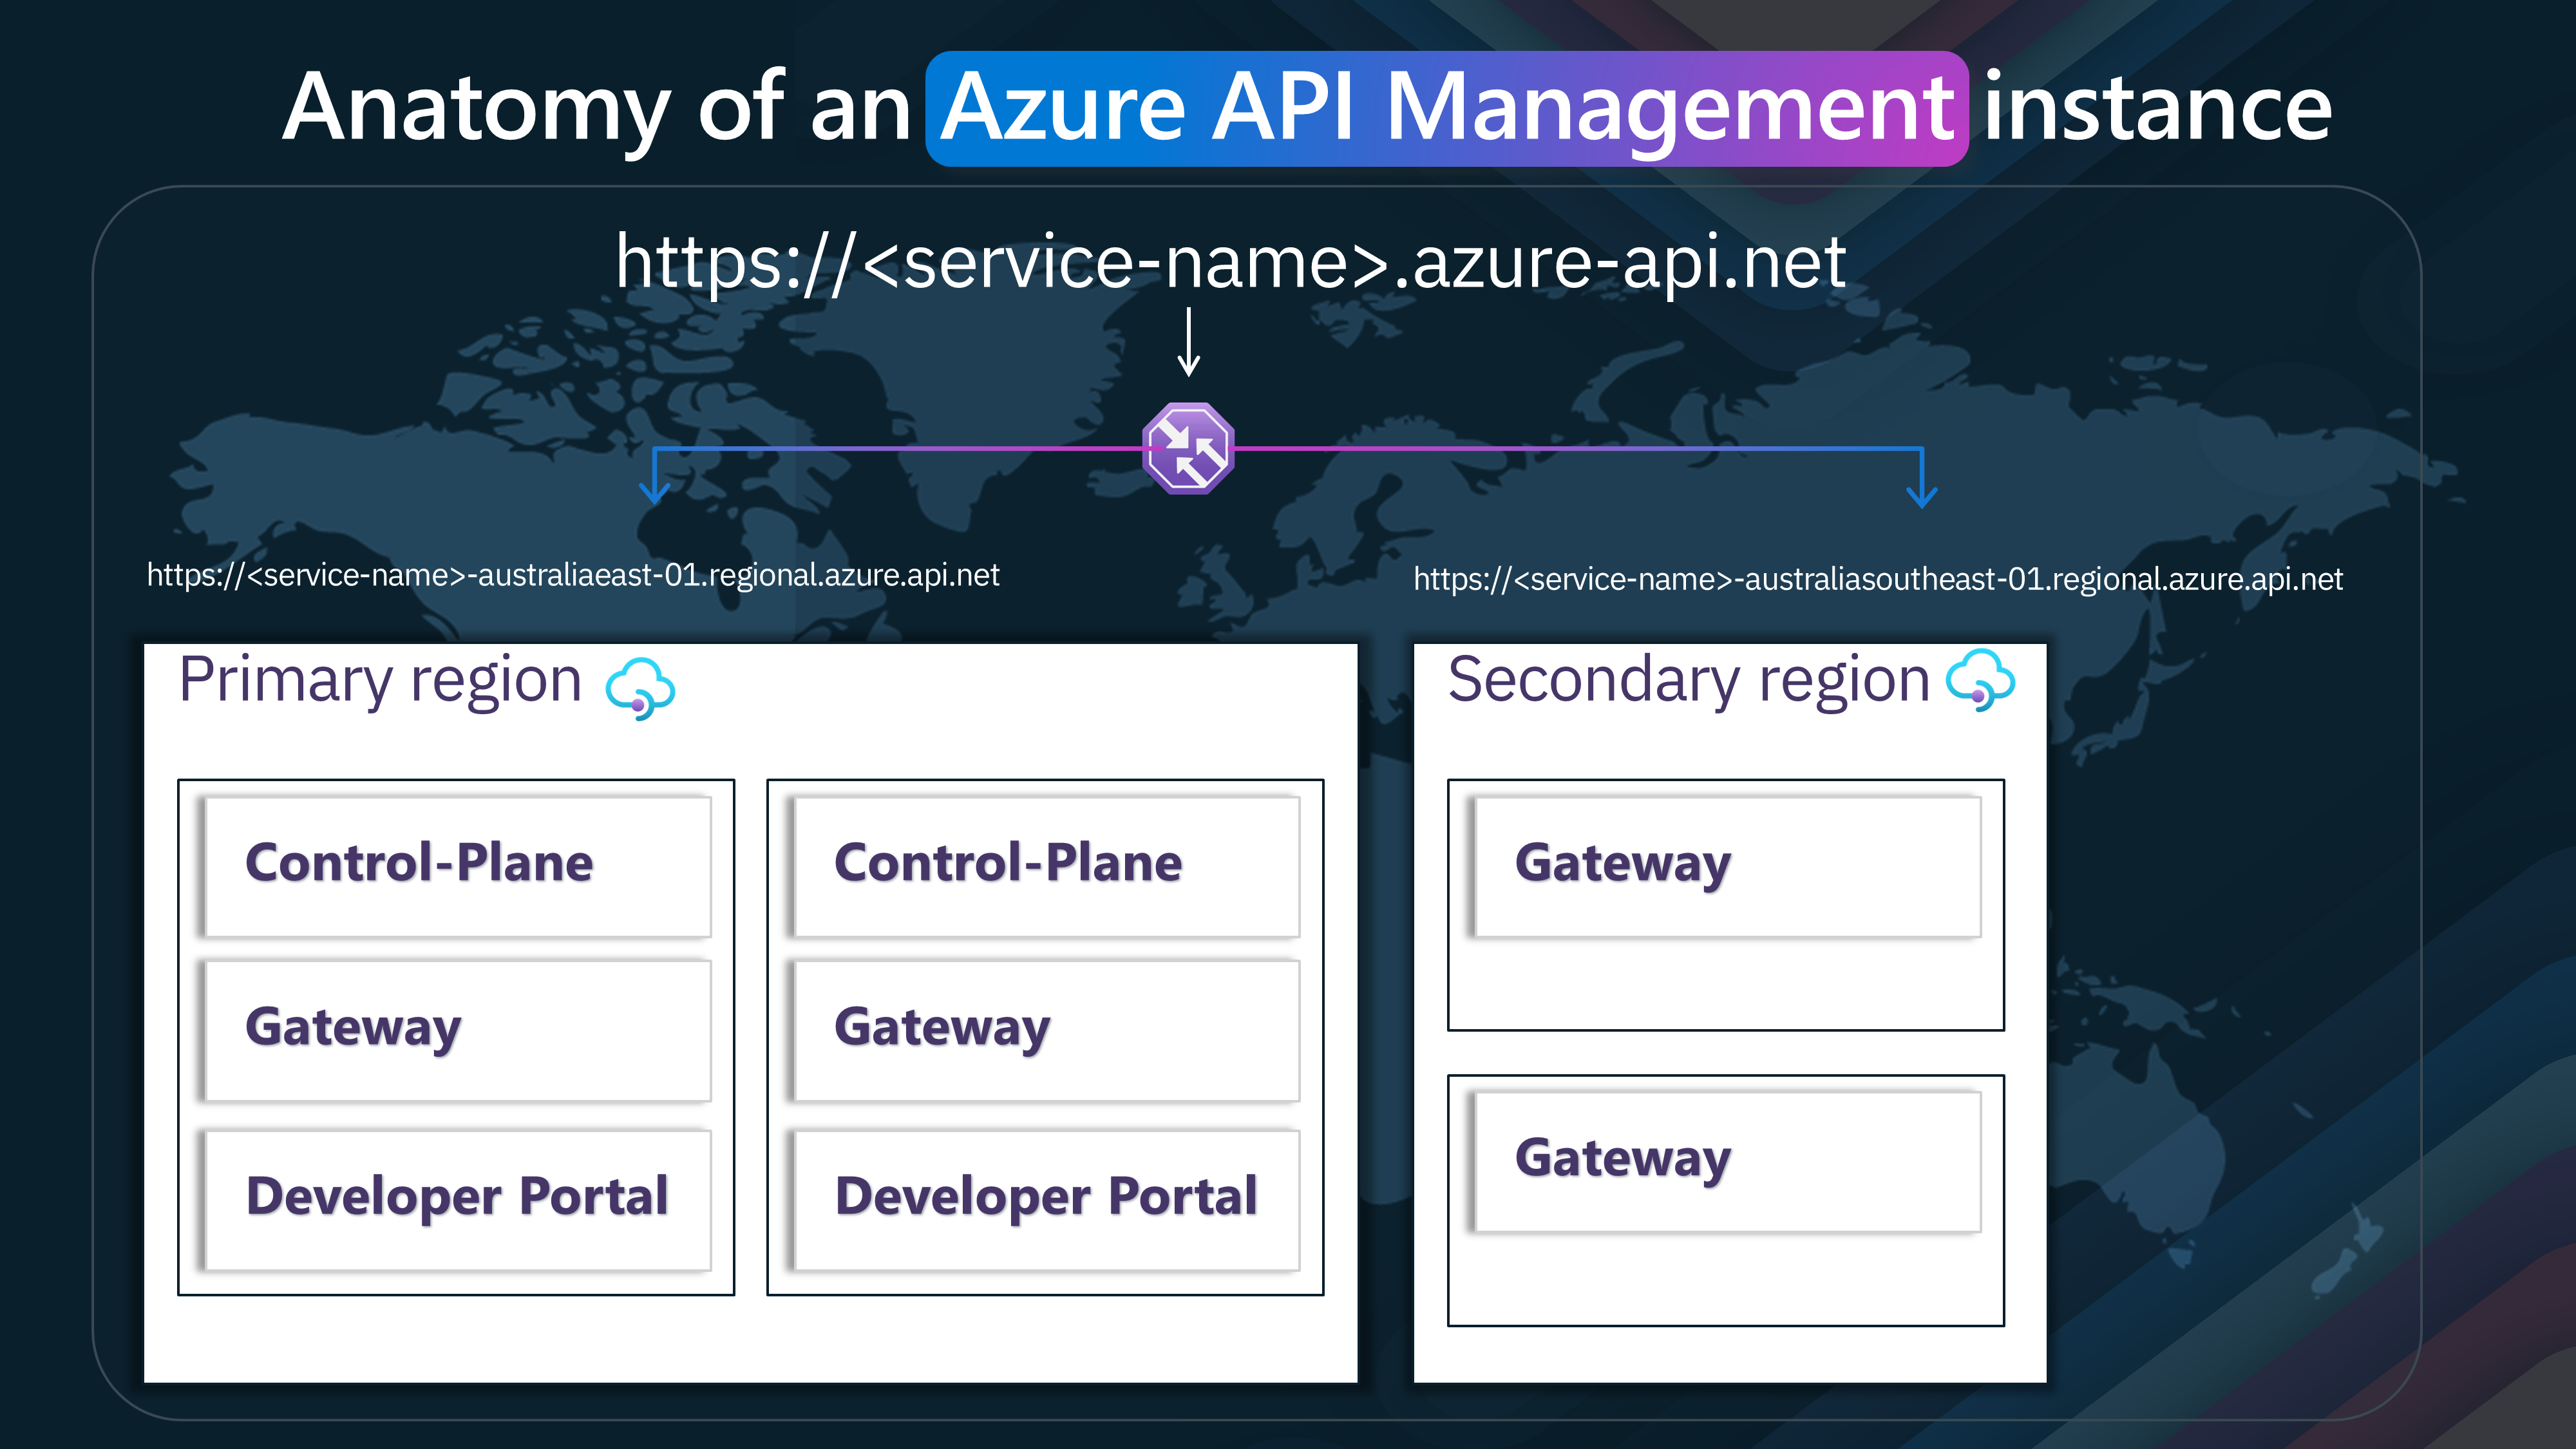 Anatomy of an Azure API Management instance
https://<service-name>.azure-api.net
https://<service-name>-australiaeast-01.regional.azure.api.net
https://<service-name>-australiasoutheast-01.regional.azure.api.net
Primary region
Control-Plane
Gateway
Developer Portal
Control-Plane
Gateway
Developer Portal
Secondary region
Gateway
Gateway